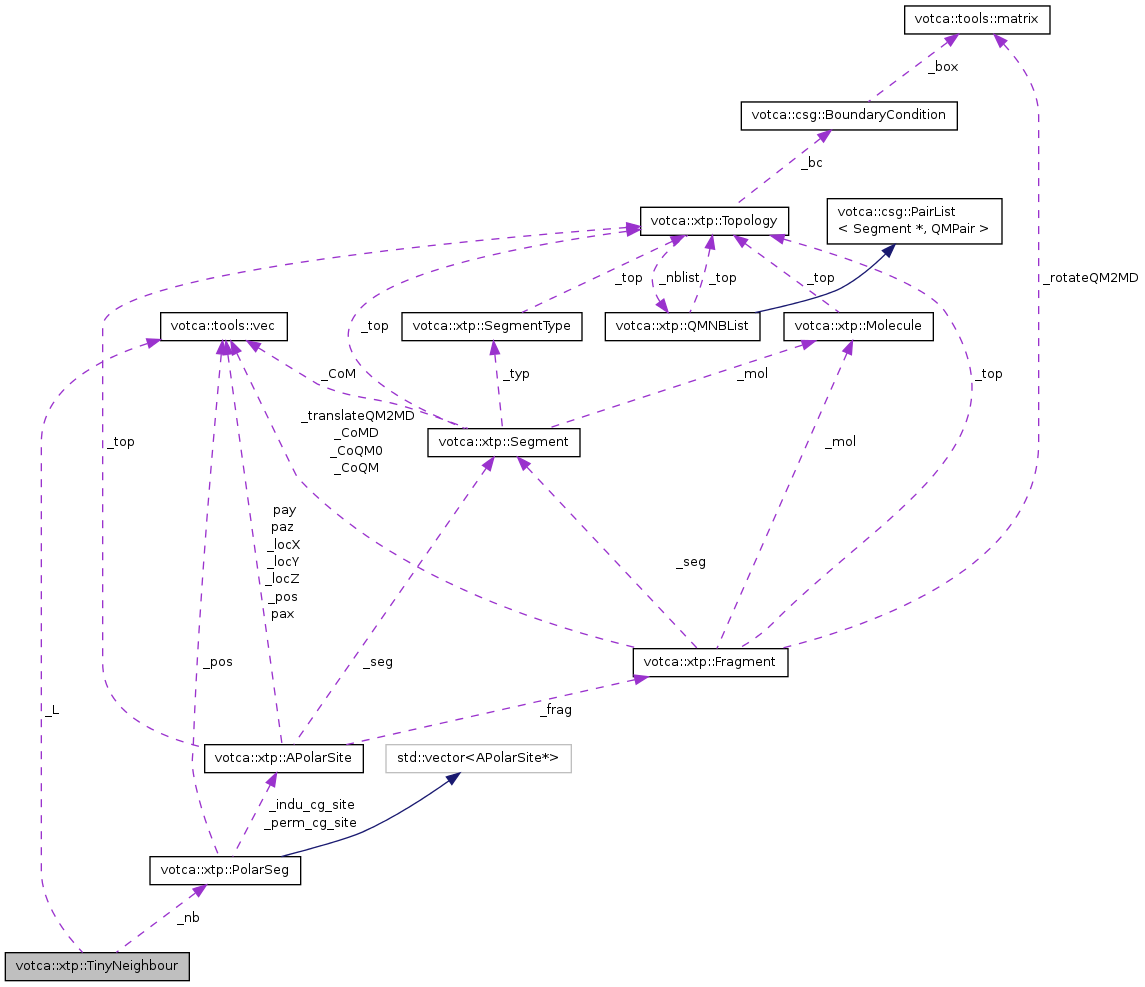 votca::tools::matrix
_box
votca::csg::BoundaryCondition
_bc
votca::csg::PairList
< Segment *, QMPair >
votca::xtp::Topology
_top
_nblist
_top
_top
_rotateQM2MD
votca::tools::vec
_top
votca::xtp::SegmentType
votca::xtp::QMNBList
votca::xtp::Molecule
_CoM
_typ
_mol
_top
_translateQM2MD
_CoMD
_CoQM0
_CoQM
votca::xtp::Segment
_top
_mol
pay
paz
_locX
_locY
_locZ
_pos
pax
_seg
_pos
_seg
votca::xtp::Fragment
_L
_frag
votca::xtp::APolarSite
std::vector<APolarSite*>
_indu_cg_site
_perm_cg_site
votca::xtp::PolarSeg
_nb
votca::xtp::TinyNeighbour